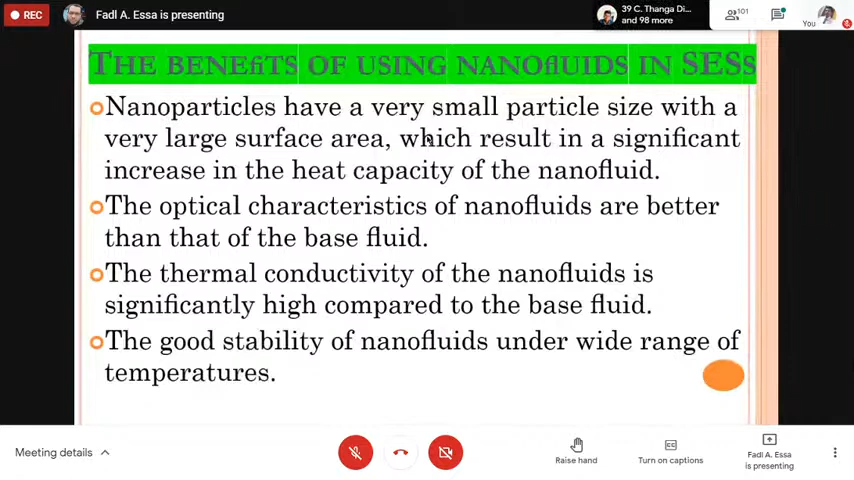 REC
Fadl A. Essa is presenting
39 C. Thanga Di...
and 98 more
101
You
THE BENEfiTS OF USING NANOflUIDS IN SESS
Nanoparticles have a very small particle size with a
very large surface area, which result in a significant
increase in the heat capacity of the nanofluid.
The optical characteristics of nanofluids are better
than that of the base fluid.
The thermal conductivity of the nanofluids is
significantly high compared to the base fluid.
The good stability of nanofluids under wide range of
temperatures.
Meeting details
Raise hand
Turn on captions
Fadl A. Essa
is presenting